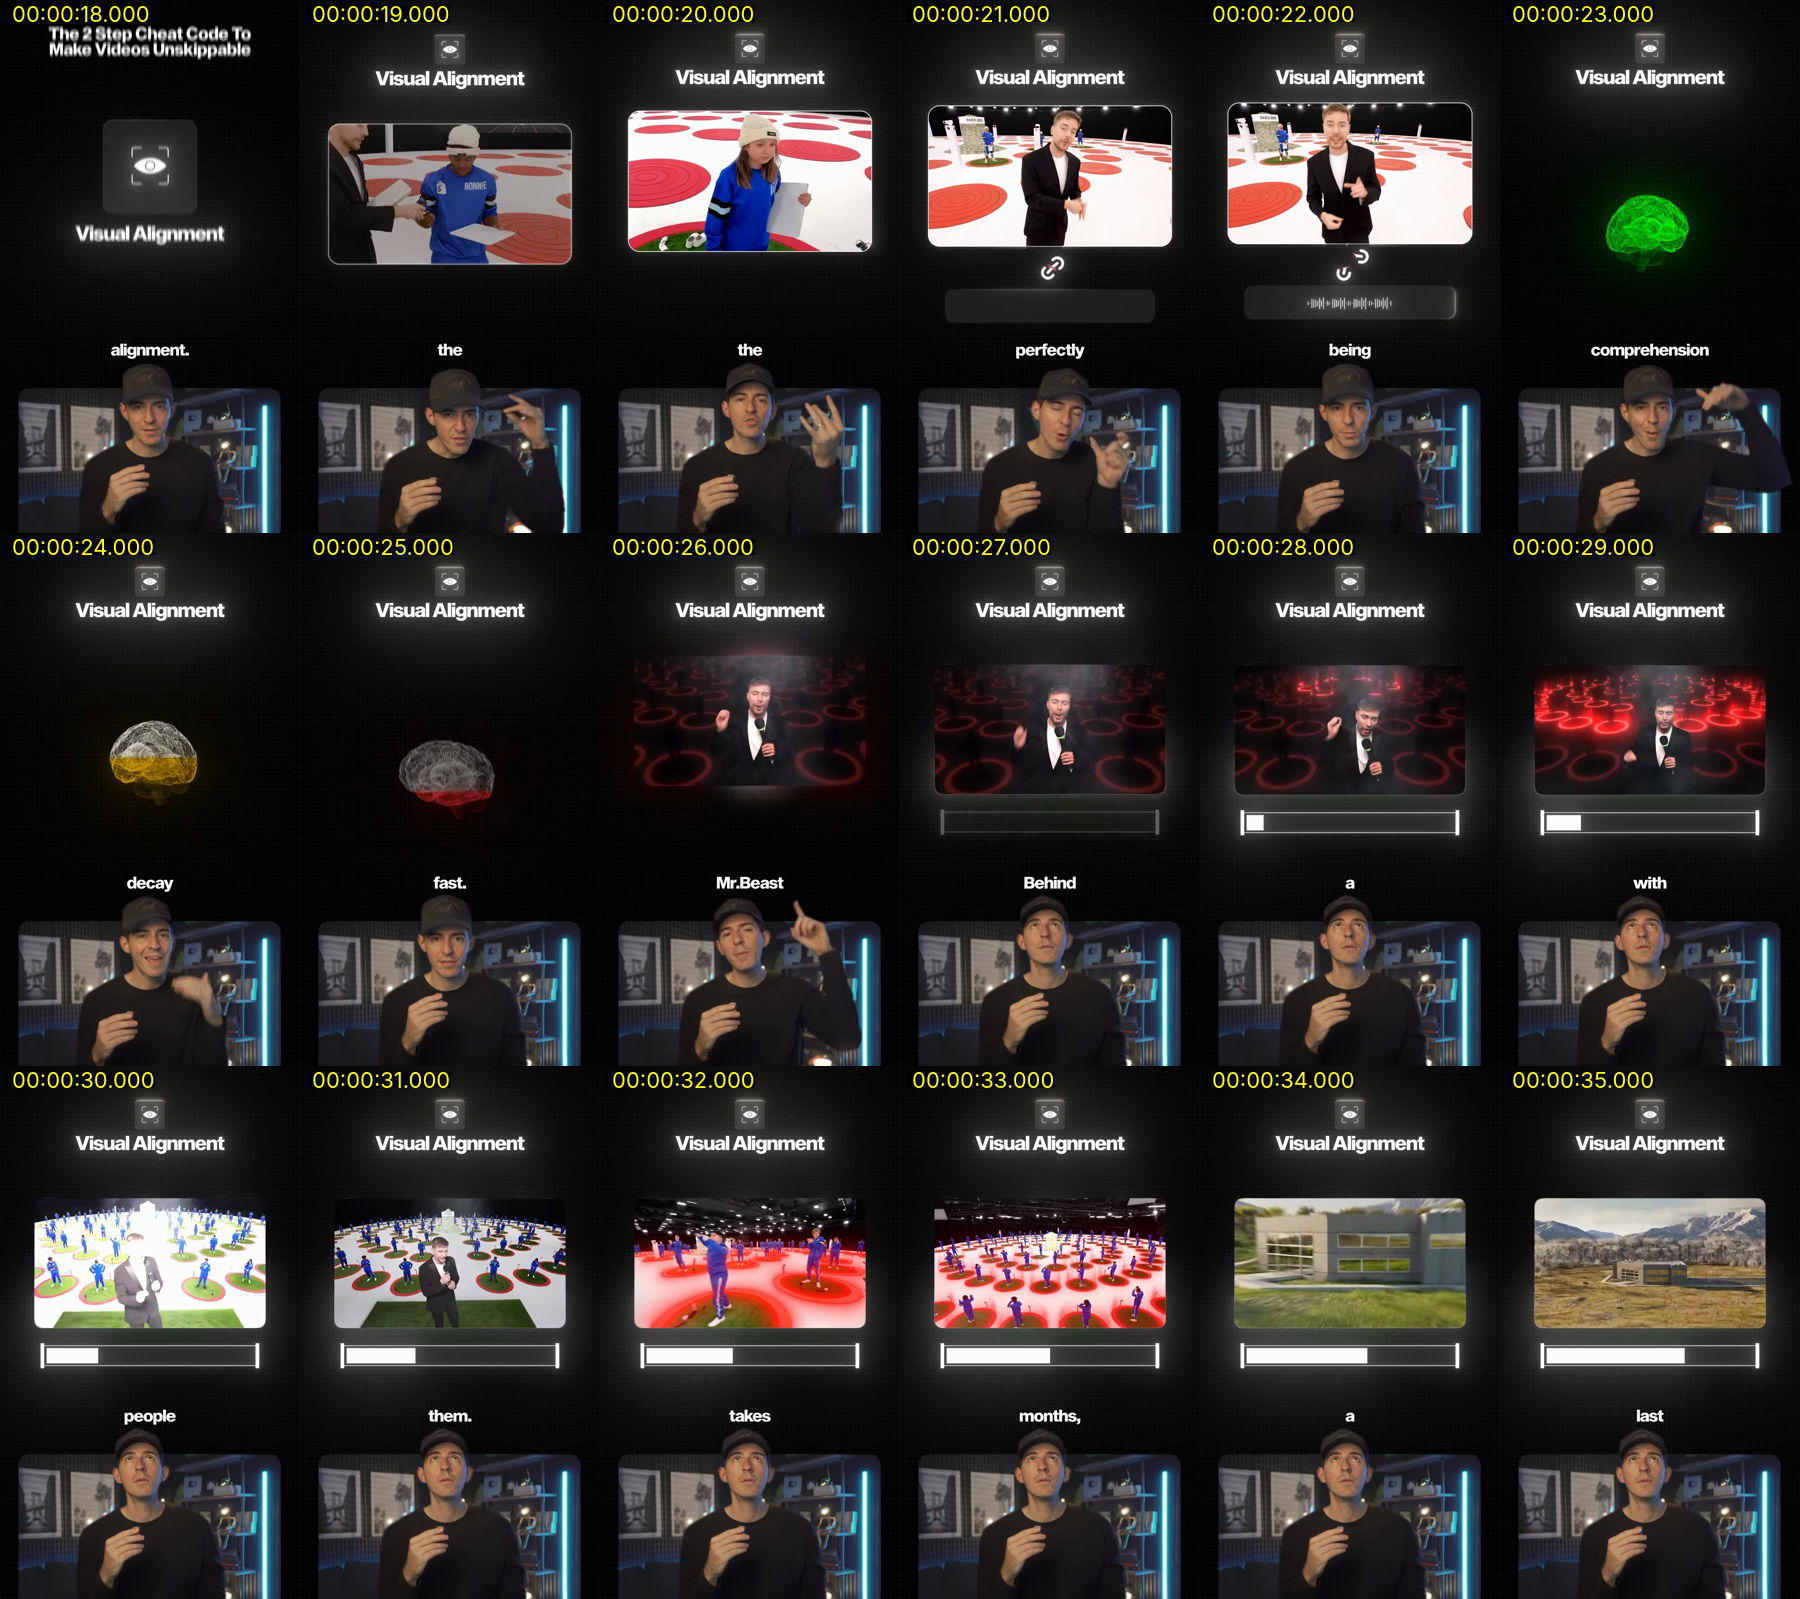 00:00:18.000
The 2 Step Cheat Code To
Make Videos Unskippable
Visual Alignment
alignment.
00:00:19.000
Visual Alignment
RONNIE
the
00:00:20.000
Visual Alignment
the
00:00:21.000
Visual Alignment
perfectly
00:00:22.000
Visual Alignment
being
00:00:23.000
Visual Alignment
comprehension
00:00:24.000
Visual Alignment
decay
00:00:25.000
Visual Alignment
fast.
00:00:26.000
Visual Alignment
Mr.Beast
00:00:27.000
Visual Alignment
Behind
00:00:28.000
Visual Alignment
a
00:00:29.000
Visual Alignment
with
00:00:30.000
Visual Alignment
people
00:00:31.000
Visual Alignment
them.
00:00:32.000
Visual Alignment
takes
00:00:33.000
Visual Alignment
months,
00:00:34.000
Visual Alignment
a
00:00:35.000
Visual Alignment
last